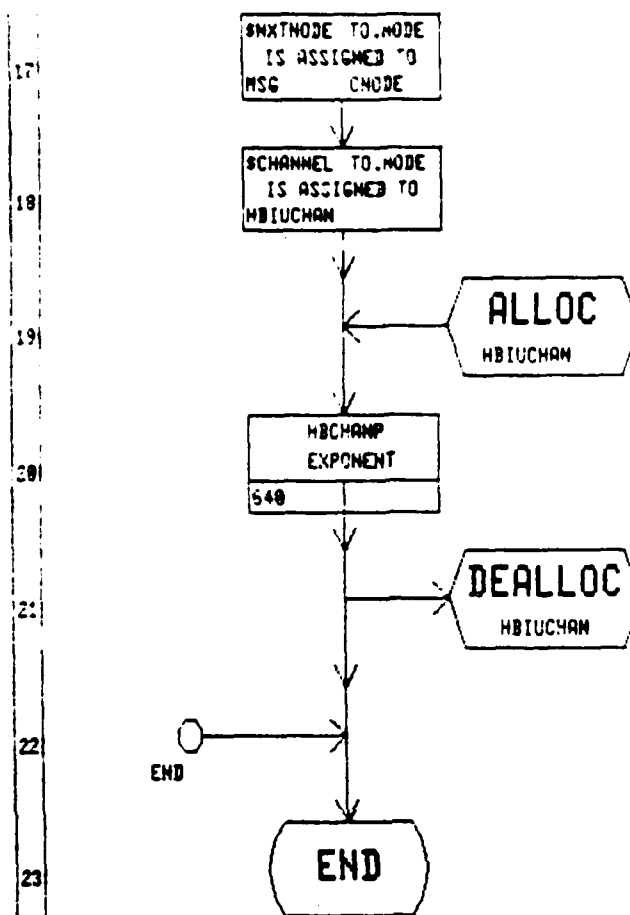 $NXTNODE TO.NODE
IS ASSIGNED TO
MSG CNODE
17
$CHANNEL TO.NODE
IS ASSIGNED TO
HBIUCHAN
18
ALLOC
HBIUCHAN
19
HBCHAMP
EXPONENT
640
20
DEALLOC
HBIUCHAN
21
22
END
END
23